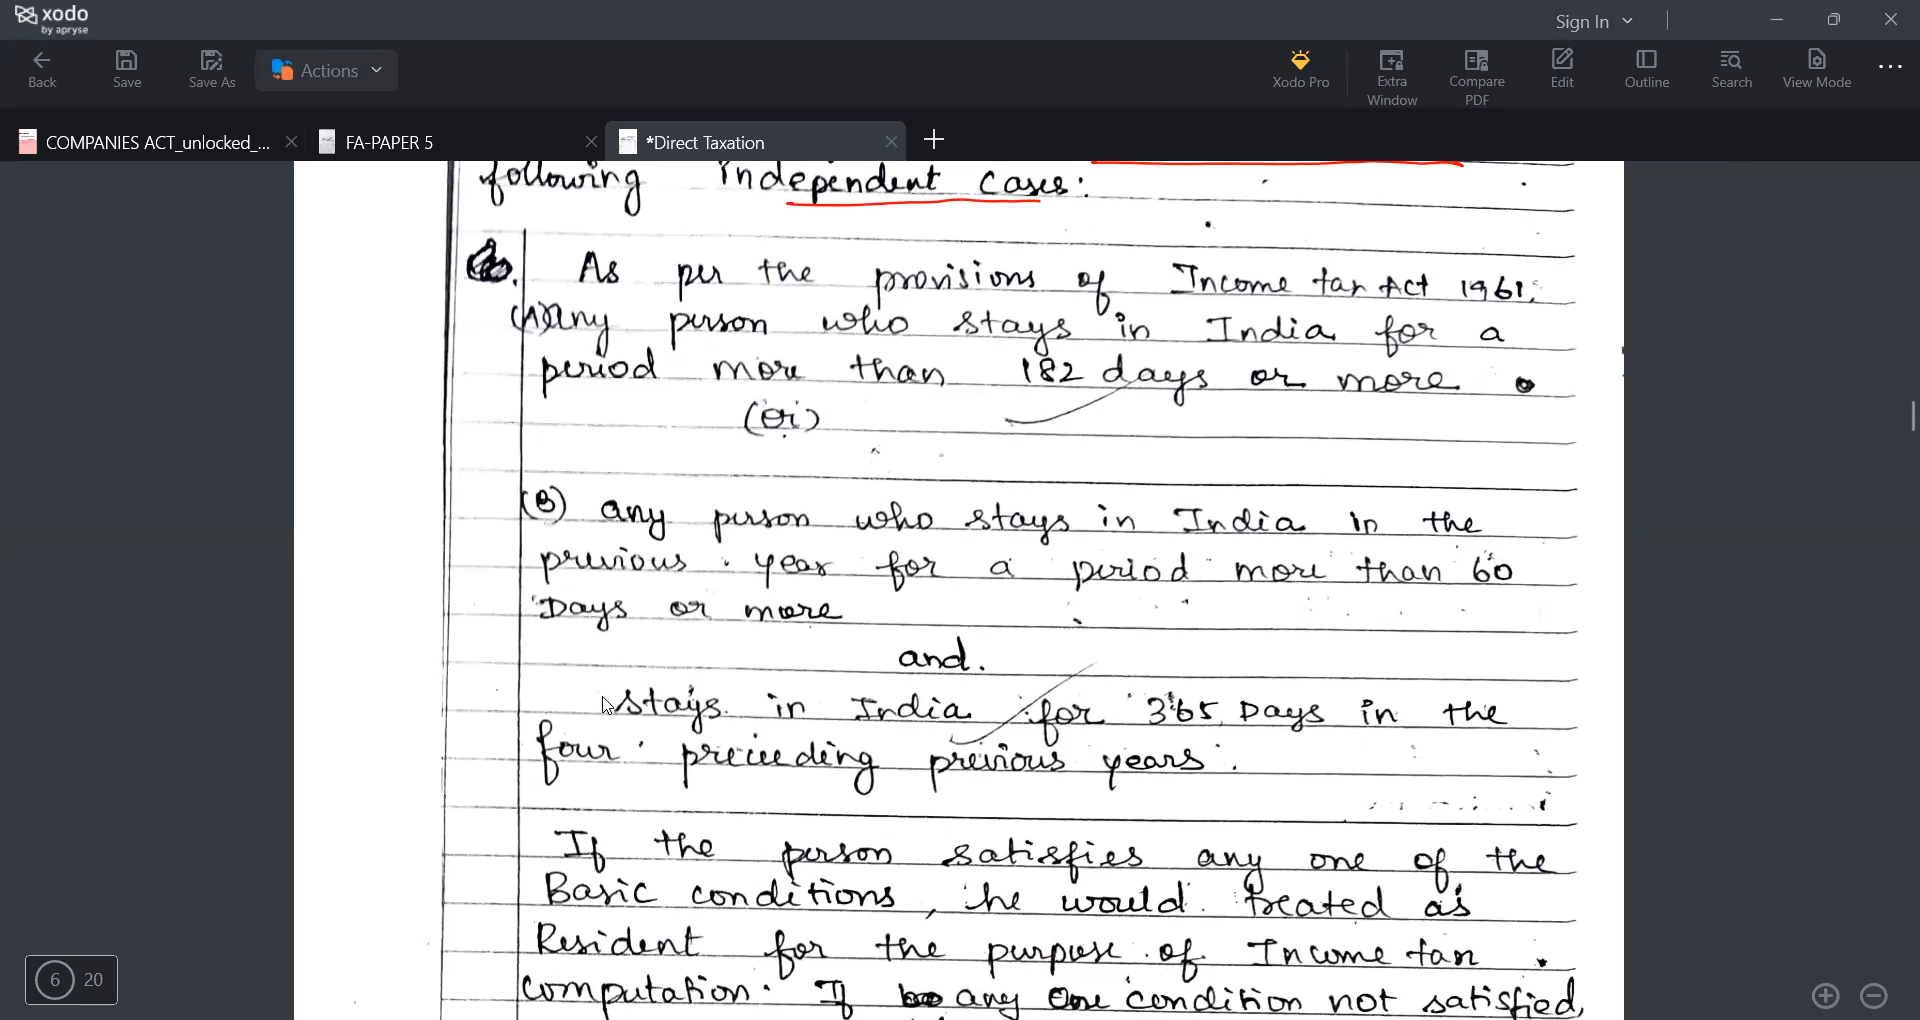 xodo
by apryse
Sign In
Back
Save
Save As
Actions
Xodo Pro
Extra
Window
Compare
PDF
Edit
Outline
Search
View Mode
COMPANIES ACT_unlocked_...
FA-PAPER 5
*Direct Taxation
following independent cases:
As per the provisions of Income tax Act 1961,
(A) any person who stays in India for a
period more than 182 days or more
(or)
(B) any person who stays in India in the
previous year for a period more than 60
Days or more
and.
stays in India for 365 Days in the
four preceeding previous years.
If the person satisfies any one of the
Basic conditions, he would treated as
Resident for the purpose of Income tax
computation. If any one condition not satisfied,
6 20